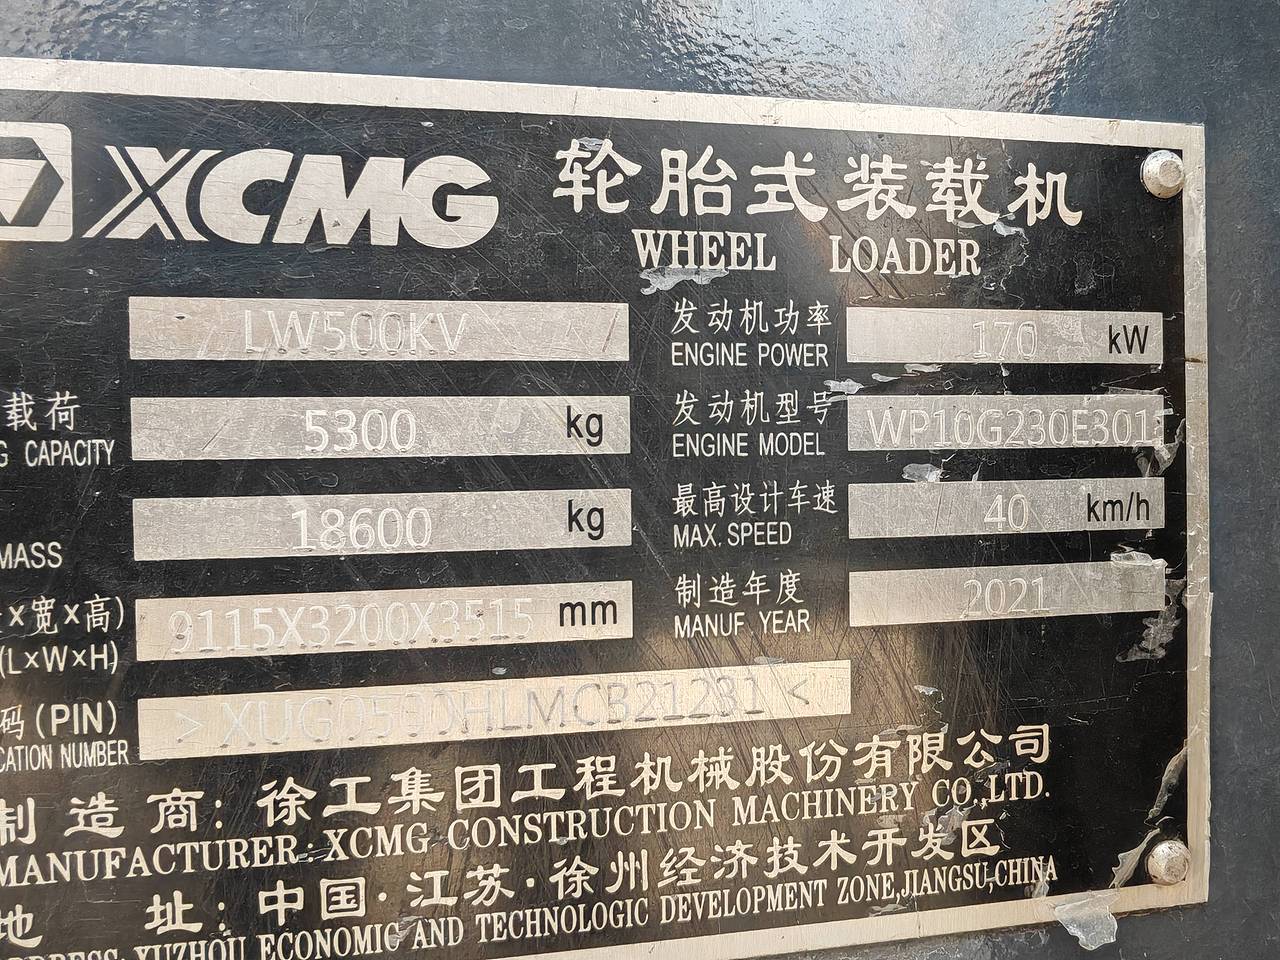 XCMG 轮胎式装载机
WHEEL LOADER
LW500KV
发动机功率 170 kW
ENGINE POWER
载荷 5300 kg
CAPACITY
发动机型号 WP10G230E301
ENGINE MODEL
18600 kg
MASS
最高设计车速 40 km/h
MAX. SPEED
×宽×高) 9115X3200X3515 mm
(L×W×H)
制造年度 2021
MANUF YEAR
码(PIN) >XUG0500HLMCB21231<
CATION NUMBER
制造商:徐工集团工程机械股份有限公司
MANUFACTURER: XCMG CONSTRUCTION MACHINERY CO.,LTD.
地址:中国·江苏·徐州经济技术开发区
ADDRESS: XUZHOU ECONOMIC AND TECHNOLOGIC DEVELOPMENT ZONE,JIANGSU,CHINA